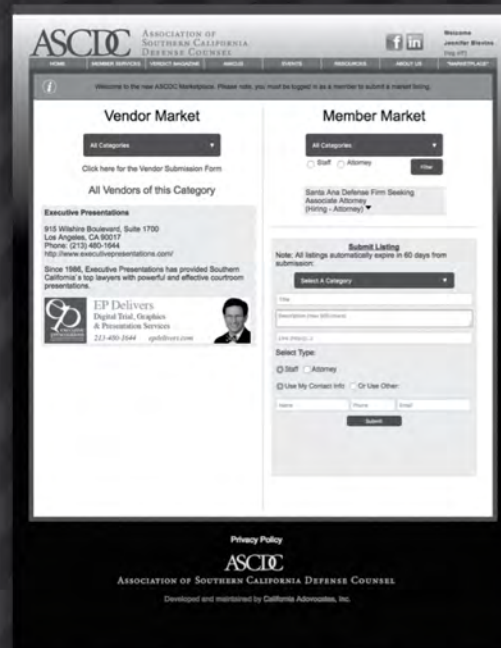 ASCDC
ASSOCIATION OF
SOUTHERN CALIFORNIA
DEFENSE COUNSEL
f in
Welcome
Jennifer Blevins
(log off)
HOME MEMBER SERVICES VERDICT MAGAZINE AMICUS EVENTS RESOURCES ABOUT US "MARKETPLACE"
i Welcome to the new ASCDC Marketplace. Please note, you must be logged in as a member to submit a market listing.
Vendor Market
All Categories
Click here for the Vendor Submission Form
All Vendors of this Category
Executive Presentations
915 Wilshire Boulevard, Suite 1700
Los Angeles, CA 90017
Phone: (213) 480-1644
http://www.executivepresentations.com/
Since 1986, Executive Presentations has provided Southern
California's top lawyers with powerful and effective courtroom
presentations.
EP Delivers
Digital Trial, Graphics
& Presentation Services
213-480-1644 epdelivers.com
Member Market
All Categories
Staff Attorney
Filter
Santa Ana Defense Firm Seeking
Associate Attorney
(Hiring - Attorney)
Submit Listing
Note: All listings automatically expire in 60 days from
submission:
Select A Category
Title
Select Type:
Staff Attorney
Use My Contact Info Or Use Other:
Name Phone Email
Submit
Privacy Policy
ASCDC
ASSOCIATION OF SOUTHERN CALIFORNIA DEFENSE COUNSEL
Developed and maintained by California Adovocates, Inc.